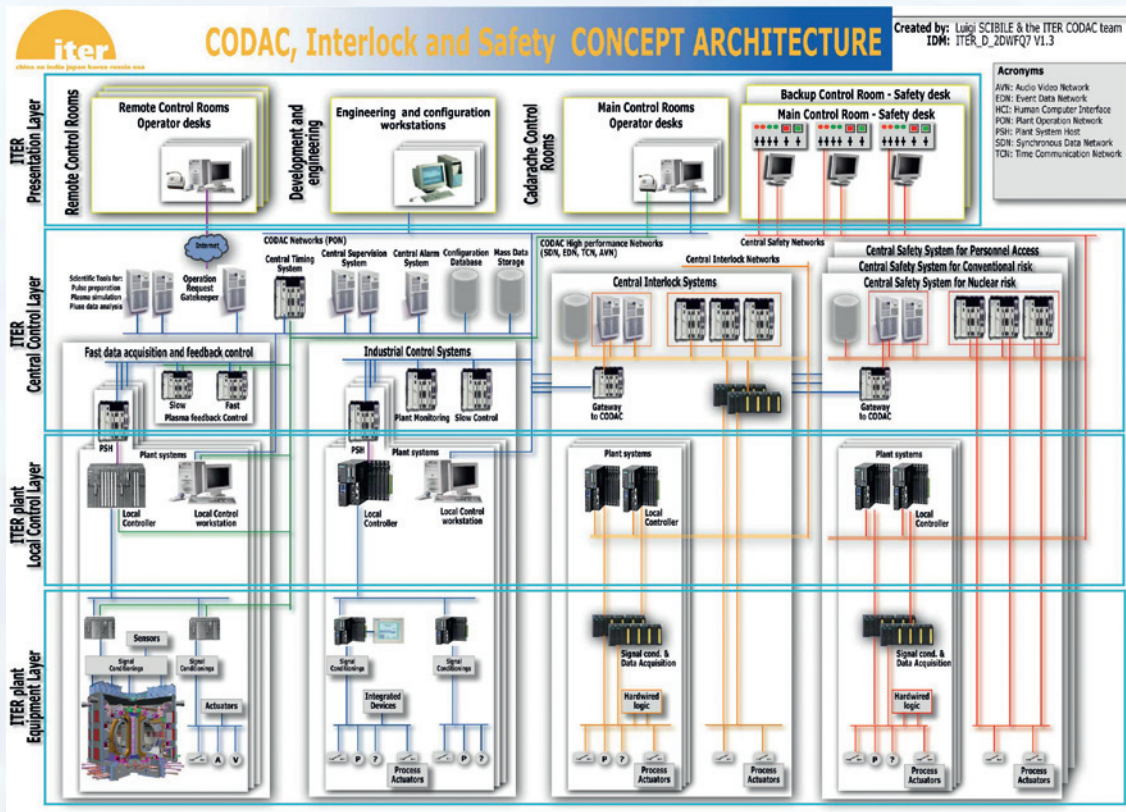 iter
china eu india japan korea russia usa
CODAC, Interlock and Safety CONCEPT ARCHITECTURE
Created by: Luigi SCIBILE & the ITER CODAC team
IDM: ITER_D_2DWFQ7 V1.3
Acronyms
AVN: Audio Video Network
EDN: Event Data Network
HCI: Human Computer Interface
PON: Plant Operation Network
PSH: Plant System Host
SDN: Synchronous Data Network
TCN: Time Communication Network
ITER
Presentation Layer
Remote Control Rooms
Remote Control Rooms
Operator desks
Development and
engineering
Engineering and configuration
workstations
Cadarache Control
Rooms
Main Control Rooms
Operator desks
Backup Control Room - Safety desk
Main Control Room - Safety desk
ITER
Central Control Layer
Internet
CODAC Networks (PON)
CODAC High performance Networks
(SDN, EDN, TCN, AVN)
Central Safety Networks
Central Interlock Networks
Scientific Tools for:
Pulse preparation
Plasma simulation
Pluse data analysis
Operation
Request
Gatekeeper
Central Timing
System
Central Supervision
System
Central Alarm
System
Configuration
Database
Mass Data
Storage
Central Interlock Systems
Central Safety System for Personnel Access
Central Safety System for Conventional risk
Central Safety System for Nuclear risk
Fast data acquisition and feedback control
Slow
Fast
Plasma feedback Control
Industrial Control Systems
Plant Monitoring
Slow Control
Gateway
to CODAC
Gateway
to CODAC
ITER plant
Local Control Layer
PSH
Plant systems
Local
Controller
Local Control
workstation
PSH
Plant systems
Local
Controller
Local Control
workstation
Plant systems
Local
Controller
Plant systems
Local
Controller
ITER plant
Equipment Layer
Sensors
Signal
Conditionings
Signal
Conditionings
Actuators
A
V
Signal
Conditionings
Signal
Conditionings
Integrated
Devices
P
?
P
?
Process
Actuators
Signal cond. &
Data Acquisition
Hardwired
logic
P
?
Process
Actuators
Process
Actuators
Signal cond. &
Data Acquisition
Hardwired
logic
P
?
Process
Actuators
Process
Actuators